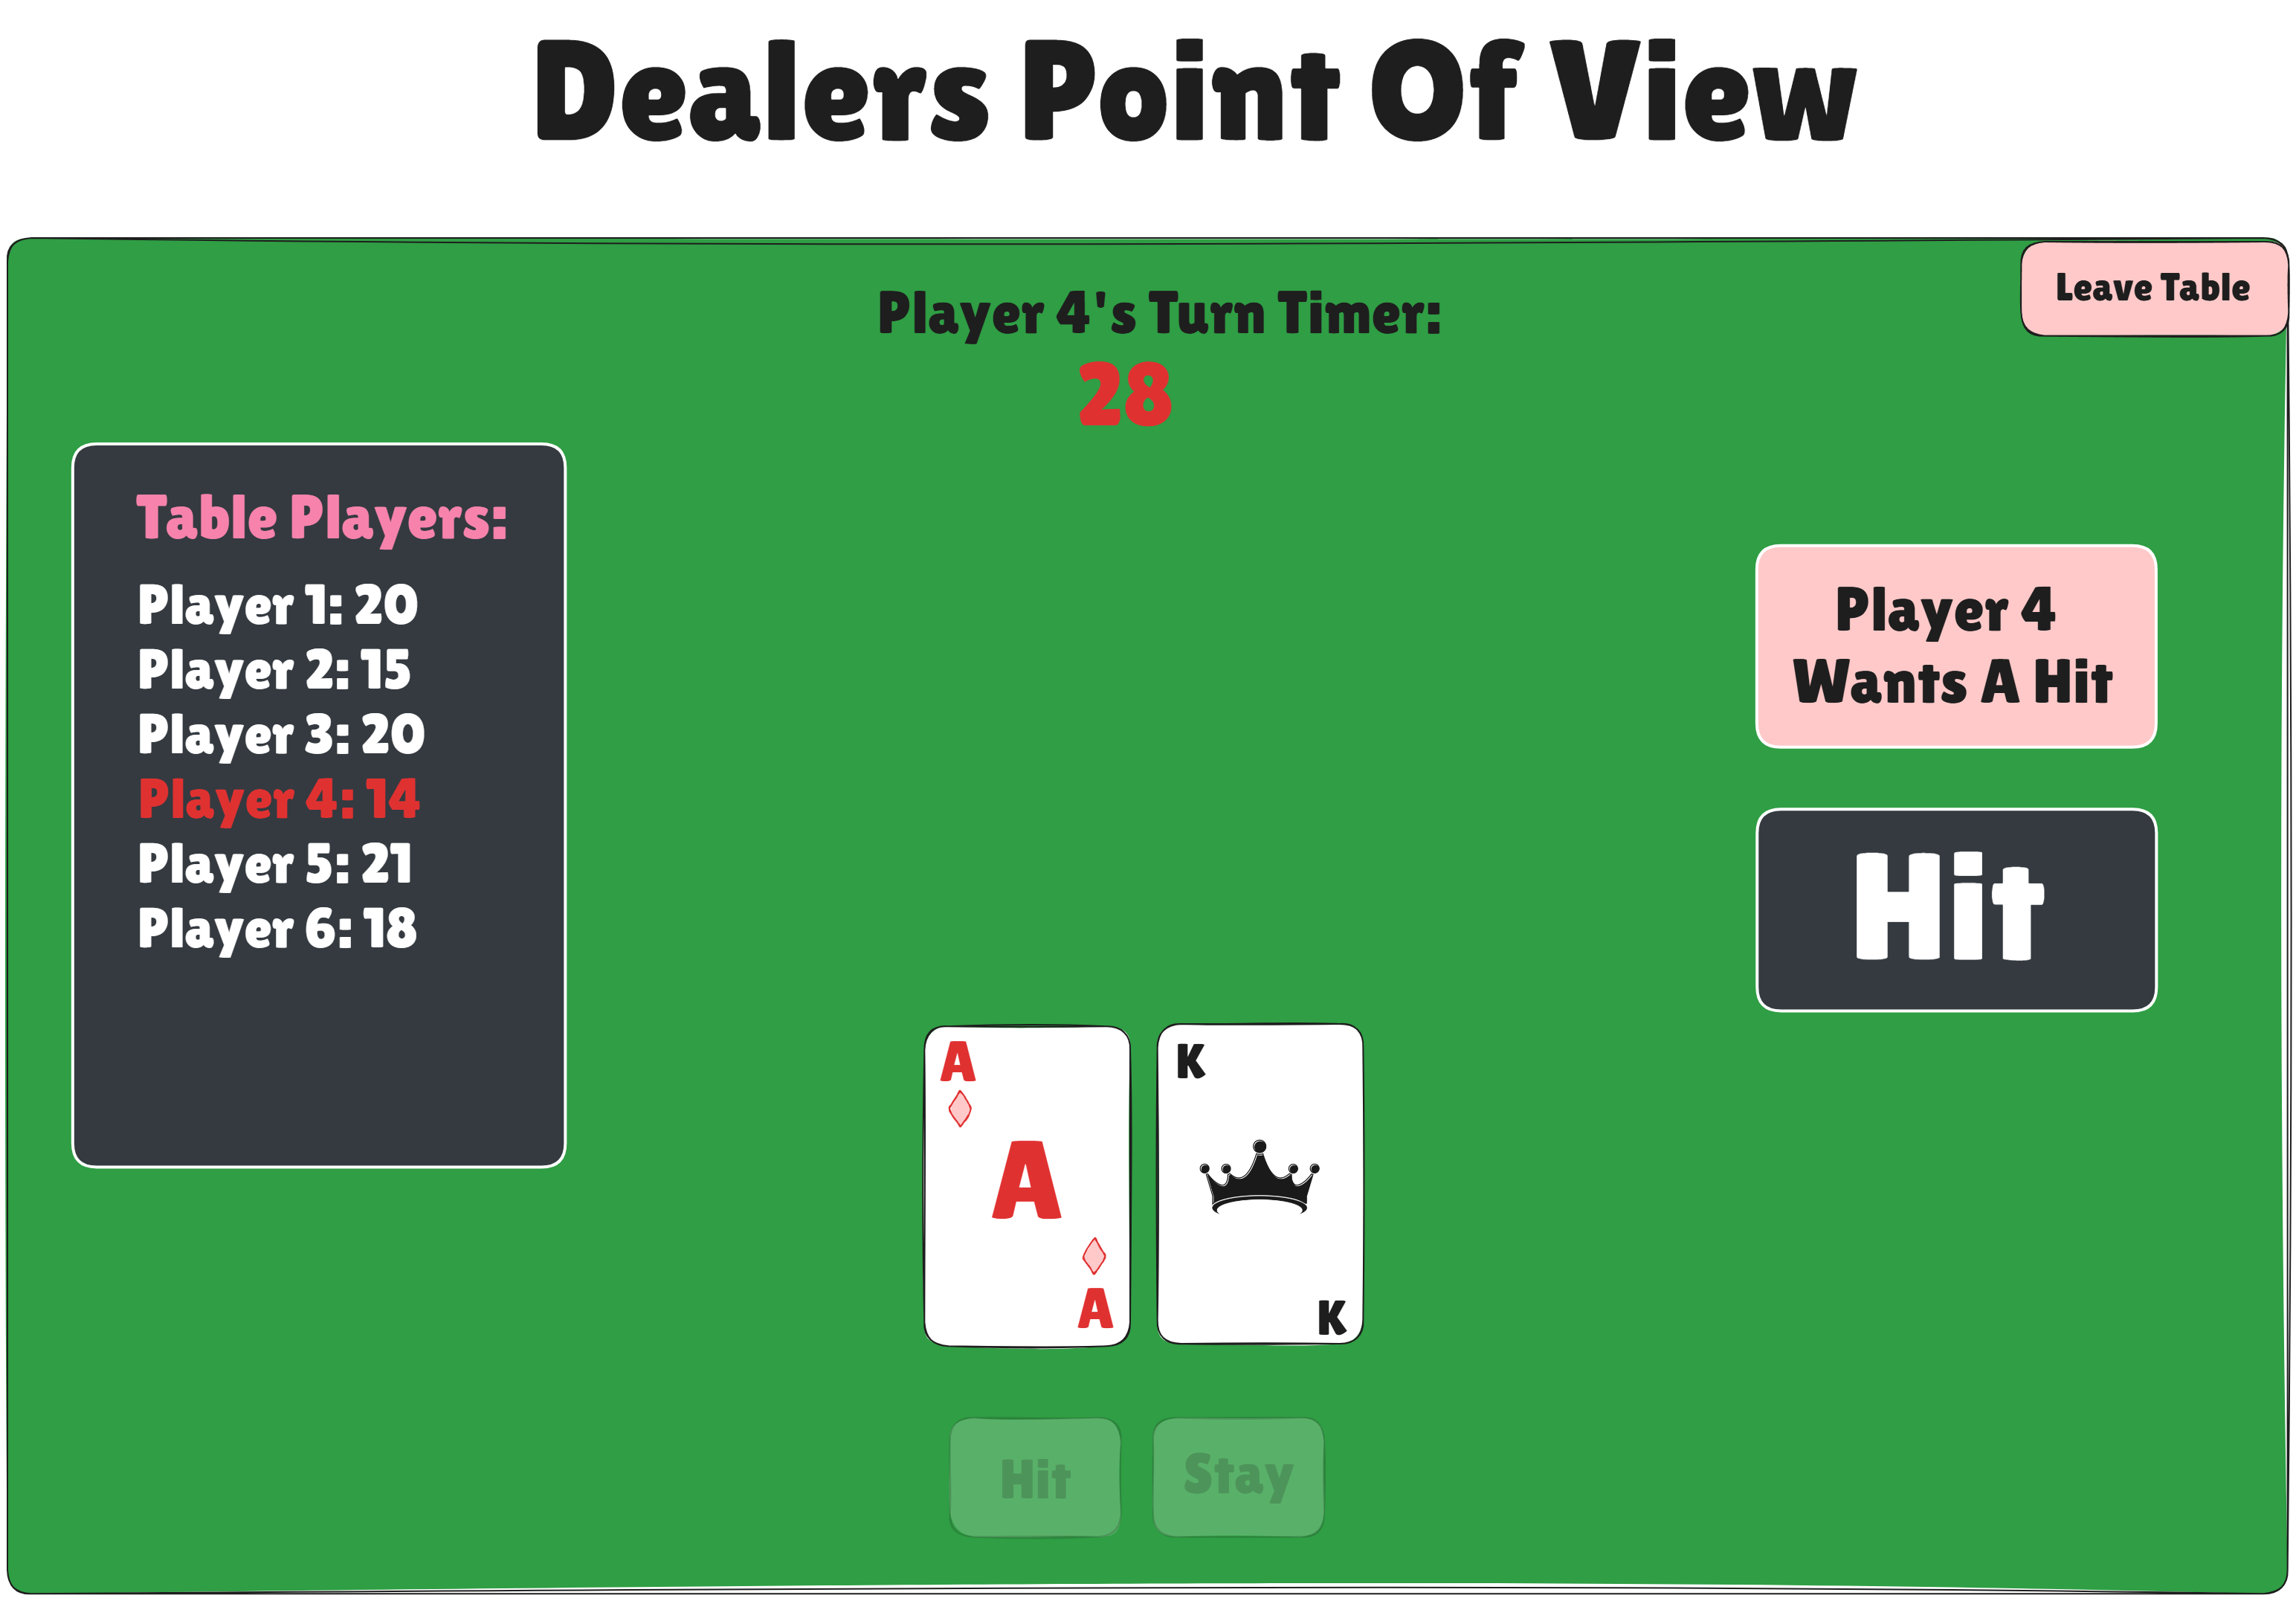 Dealers Point Of View
Leave Table
Player 4's Turn Timer:
28
Table Players:
Player 1: 20
Player 2: 15
Player 3: 20
Player 4: 14
Player 5: 21
Player 6: 18
Player 4
Wants A Hit
Hit
A
A
A
K
K
Hit
Stay